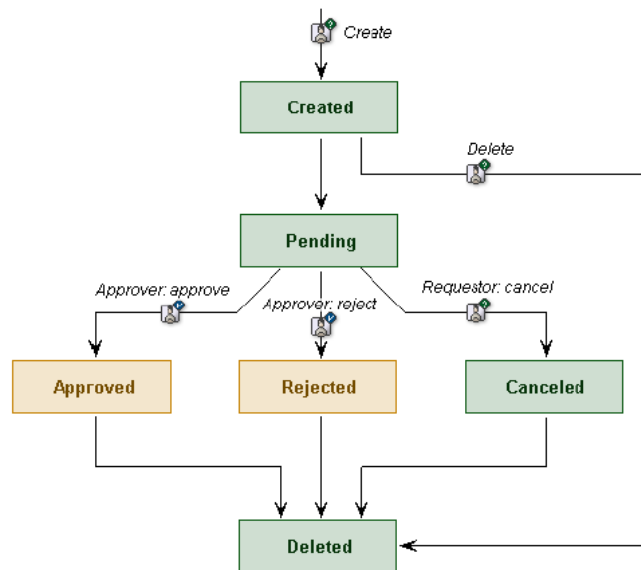 Create
Created
Delete
Pending
Approver: approve
Approver: reject
Requestor: cancel
Approved
Rejected
Canceled
Deleted